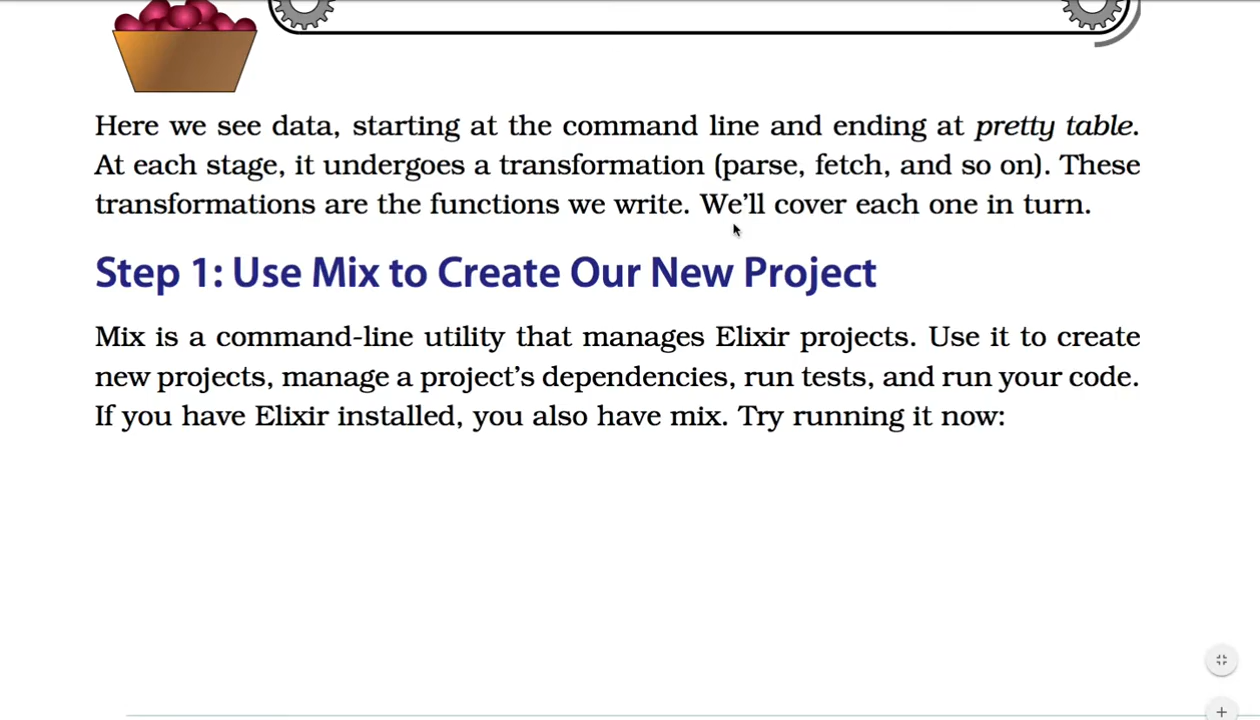 Here we see data, starting at the command line and ending at pretty table.
At each stage, it undergoes a transformation (parse, fetch, and so on). These
transformations are the functions we write. We’ll cover each one in turn.
Step 1: Use Mix to Create Our New Project
Mix is a command-line utility that manages Elixir projects. Use it to create
new projects, manage a project’s dependencies, run tests, and run your code.
If you have Elixir installed, you also have mix. Try running it now: